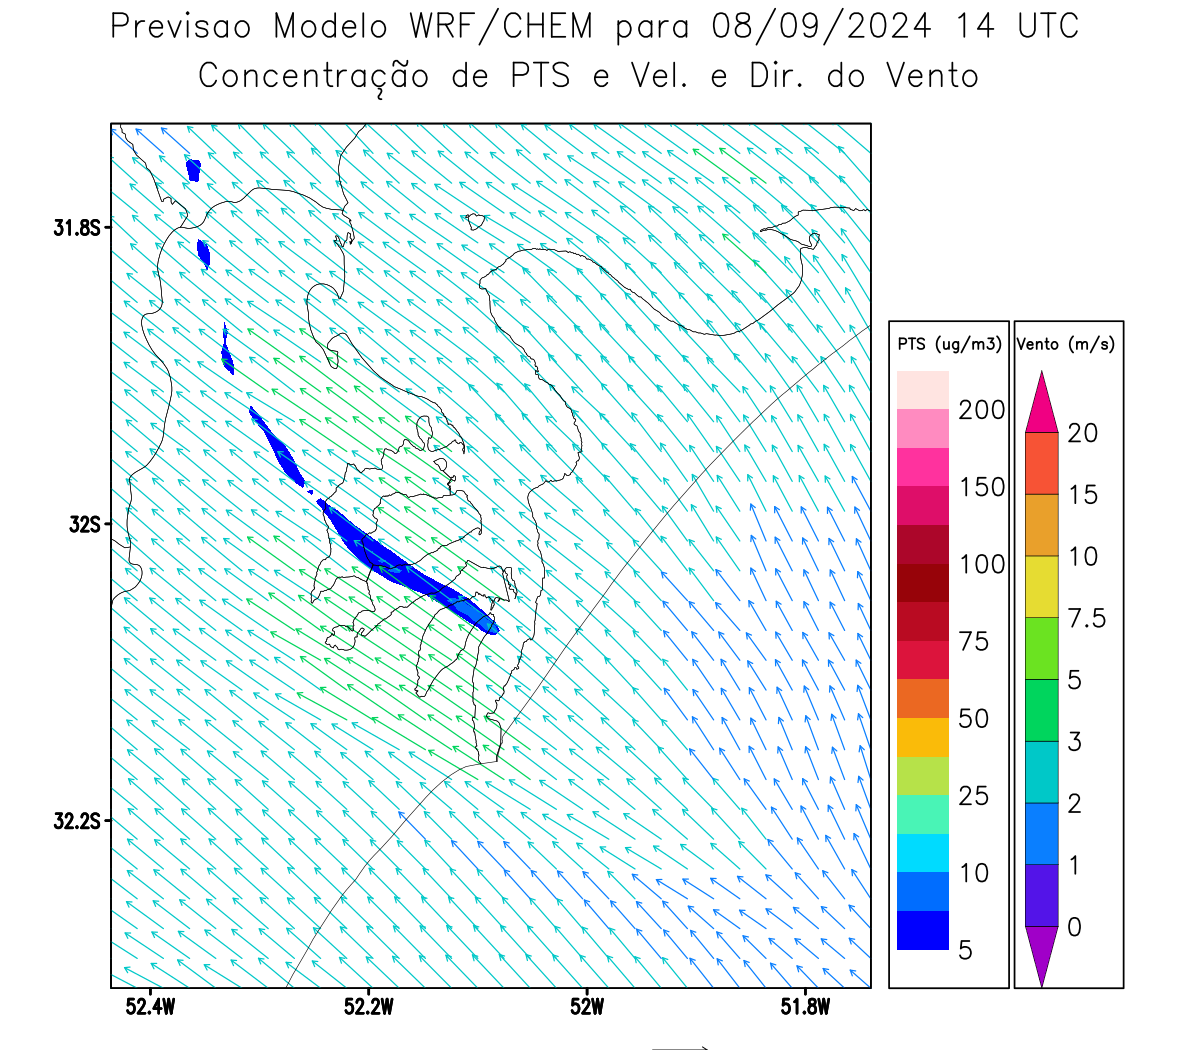 Previsao Modelo WRF/CHEM para 08/09/2024 14 UTC
Concentração de PTS e Vel. e Dir. do Vento
31.8S
32S
32.2S
52.4W
52.2W
52W
51.8W
PTS (ug/m3)
200
150
100
75
50
25
10
5
Vento (m/s)
20
15
10
7.5
5
3
2
1
0